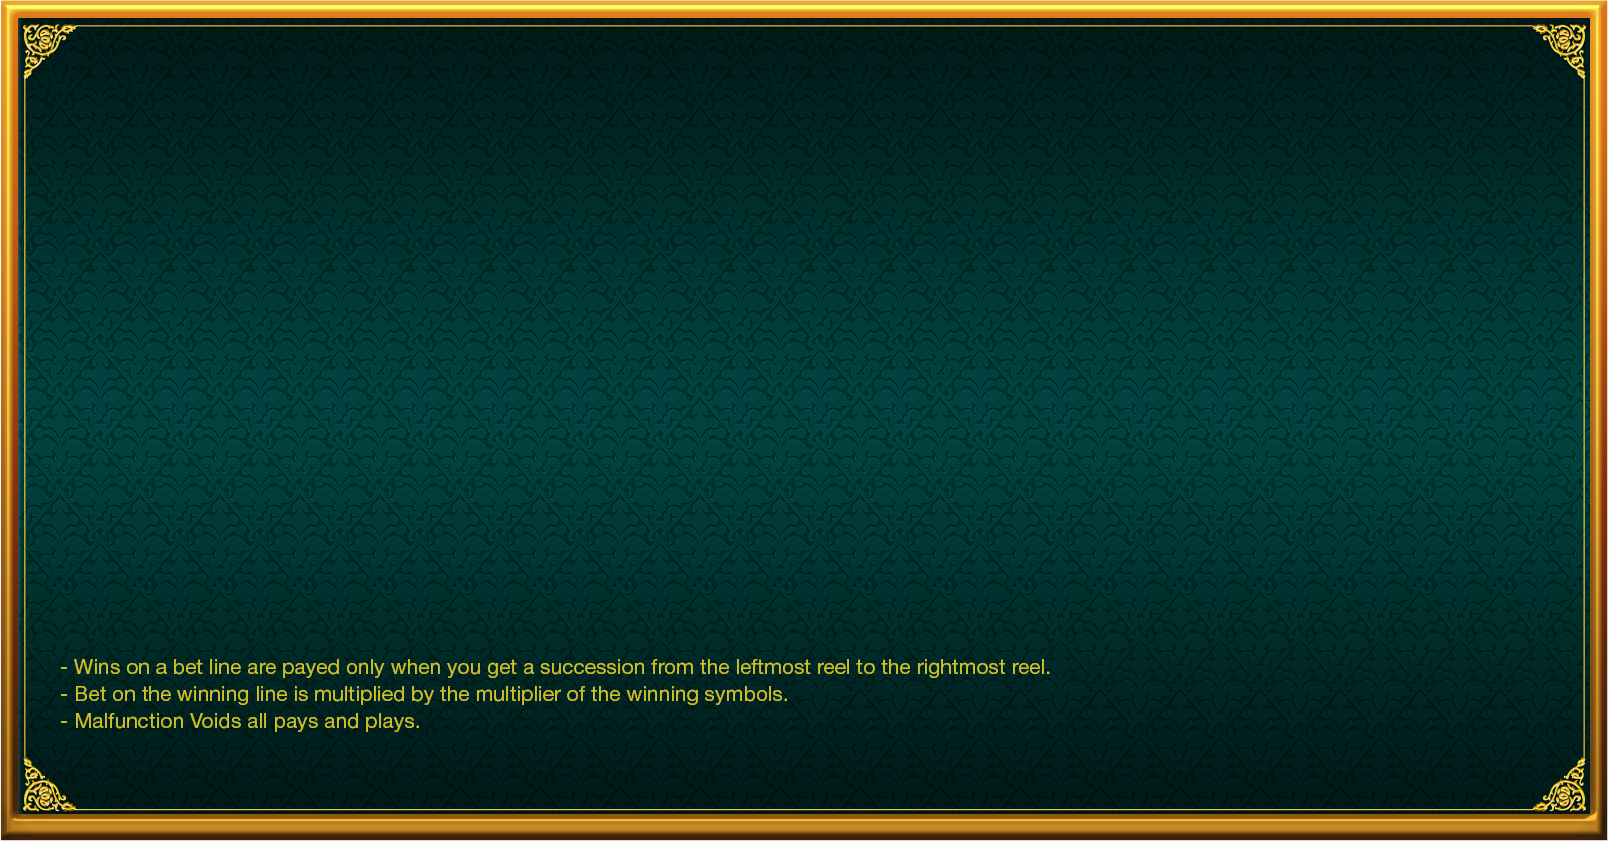 - Wins on a bet line are payed only when you get a succession from the leftmost reel to the rightmost reel.
- Bet on the winning line is multiplied by the multiplier of the winning symbols.
- Malfunction Voids all pays and plays.